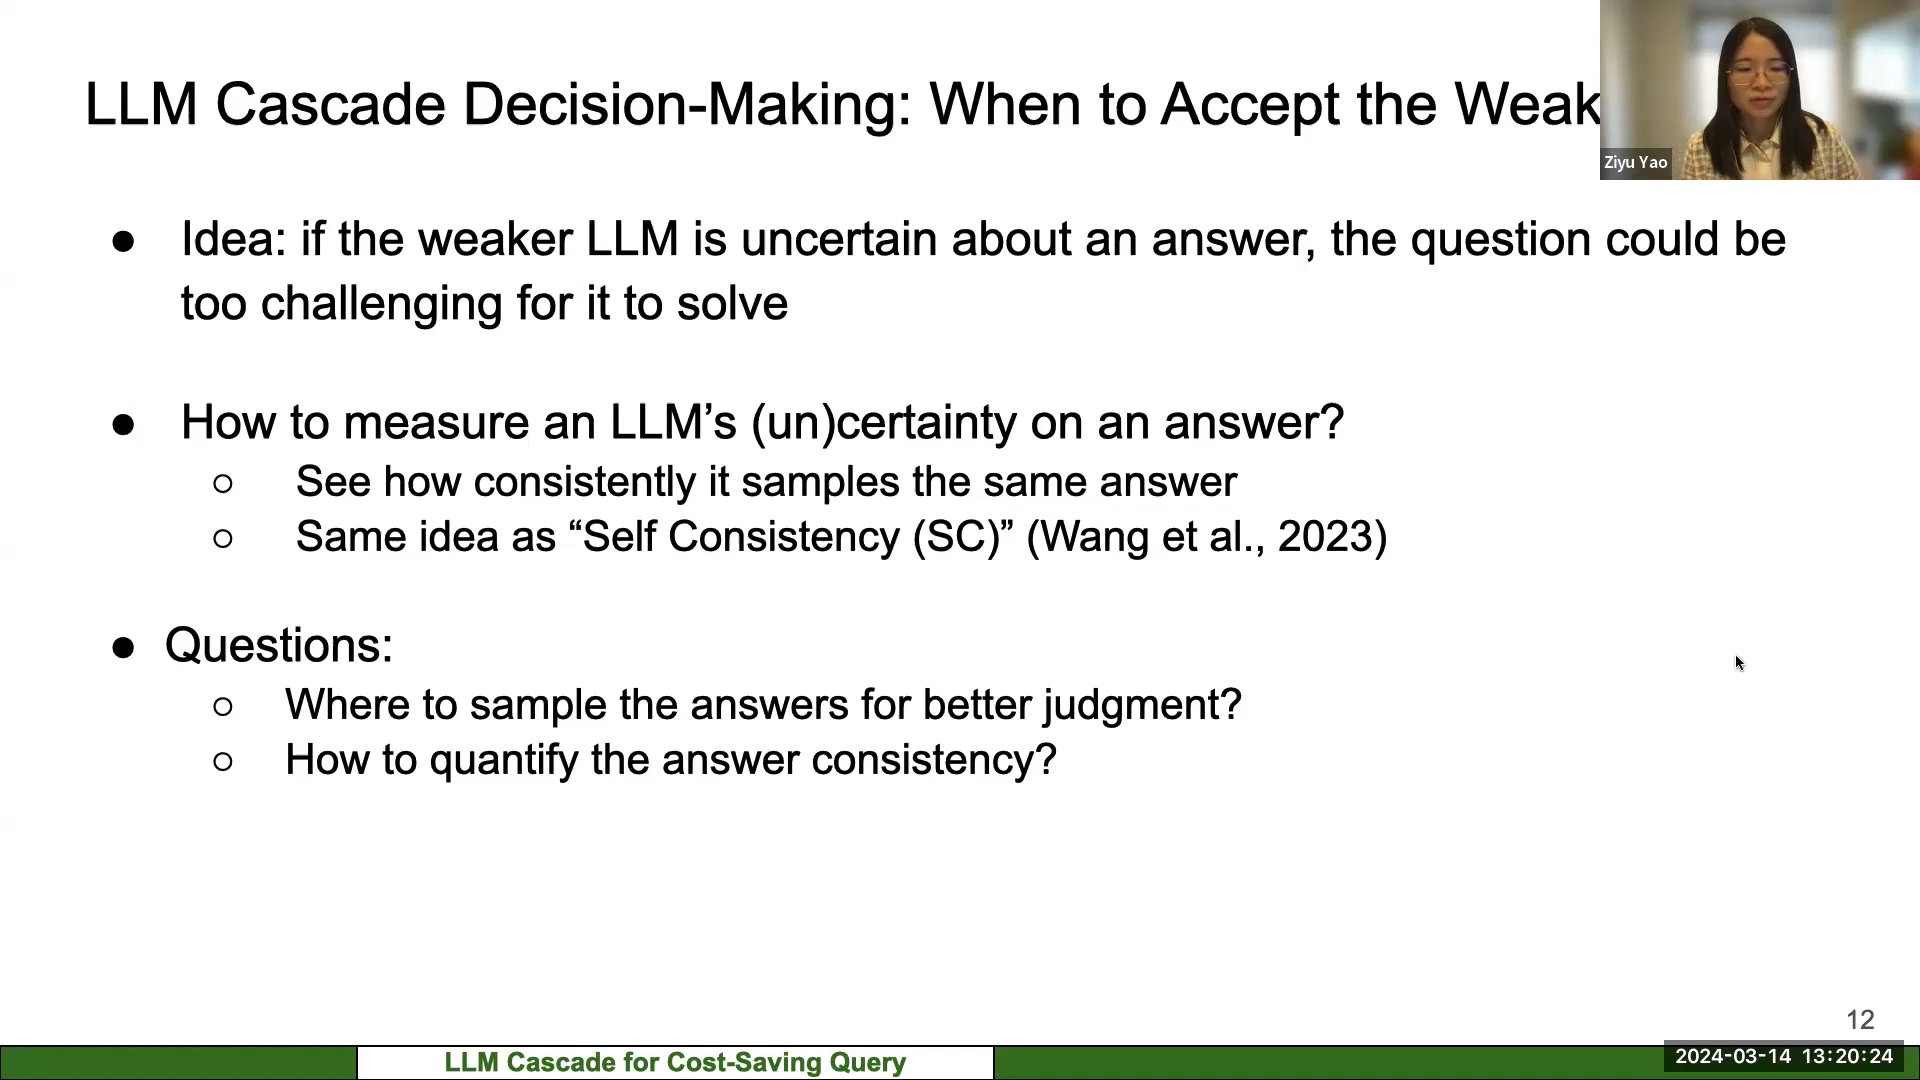 LLM Cascade Decision-Making: When to Accept the Weak
Ziyu Yao
● Idea: if the weaker LLM is uncertain about an answer, the question could be
too challenging for it to solve
● How to measure an LLM’s (un)certainty on an answer?
○ See how consistently it samples the same answer
○ Same idea as “Self Consistency (SC)” (Wang et al., 2023)
● Questions:
○ Where to sample the answers for better judgment?
○ How to quantify the answer consistency?
12
LLM Cascade for Cost-Saving Query
2024-03-14 13:20:24